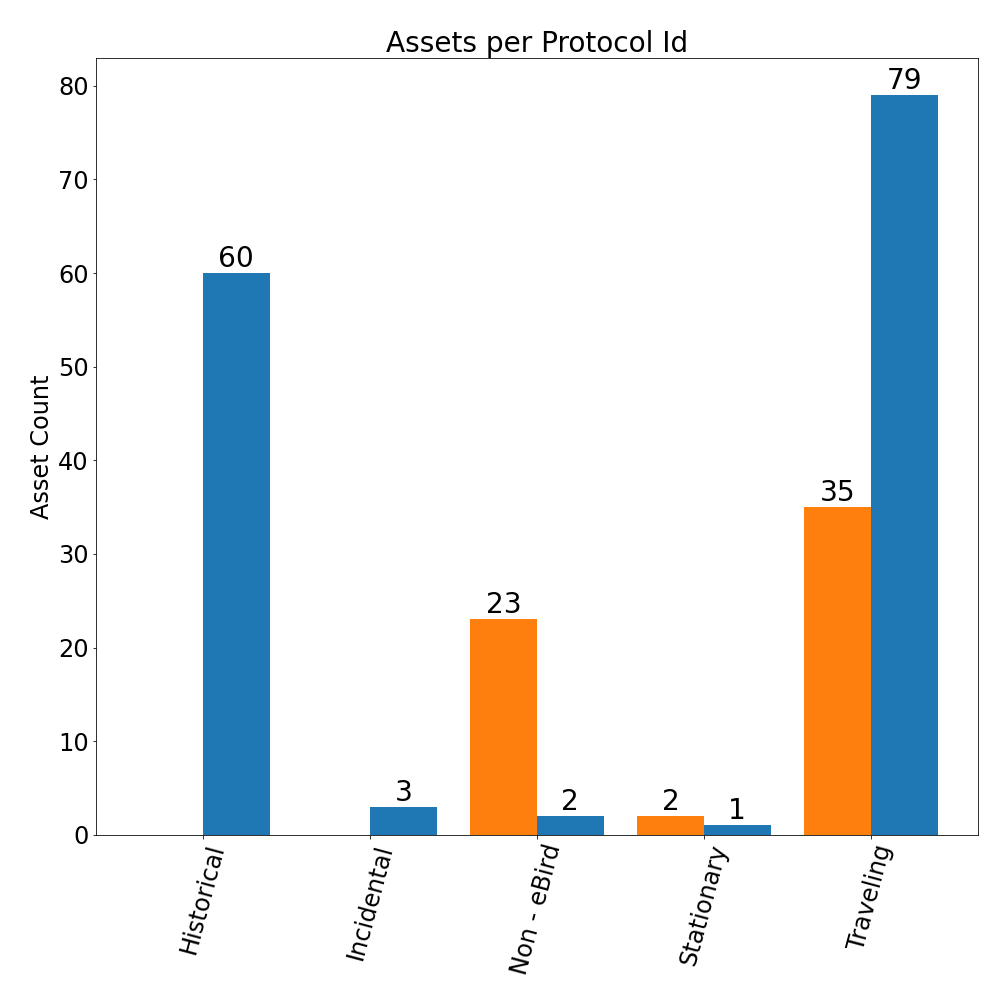 Assets per Protocol Id
Asset Count
80
70
60
50
40
30
20
10
0
60
3
23
2
2
1
35
79
Historical
Incidental
Non - eBird
Stationary
Traveling